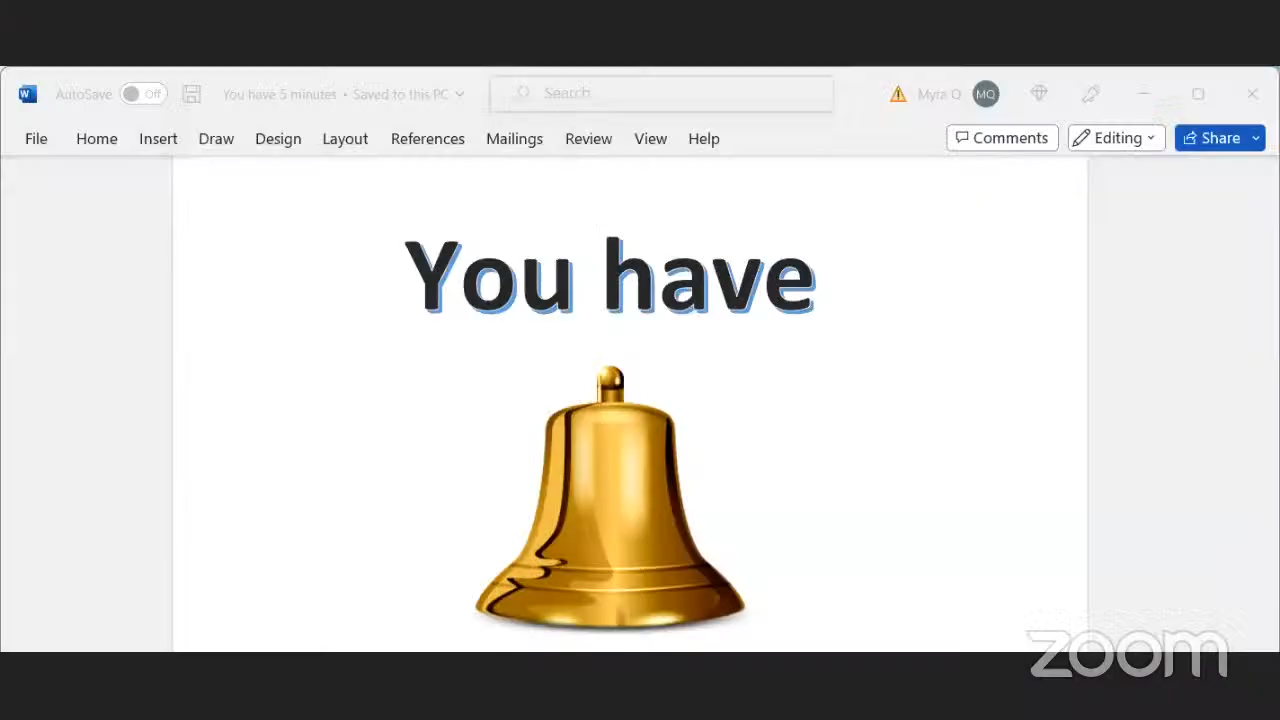 W AutoSave Off You have 5 minutes • Saved to this PC Search Myra Q MQ
File Home Insert Draw Design Layout References Mailings Review View Help Comments Editing Share
You have
zoom